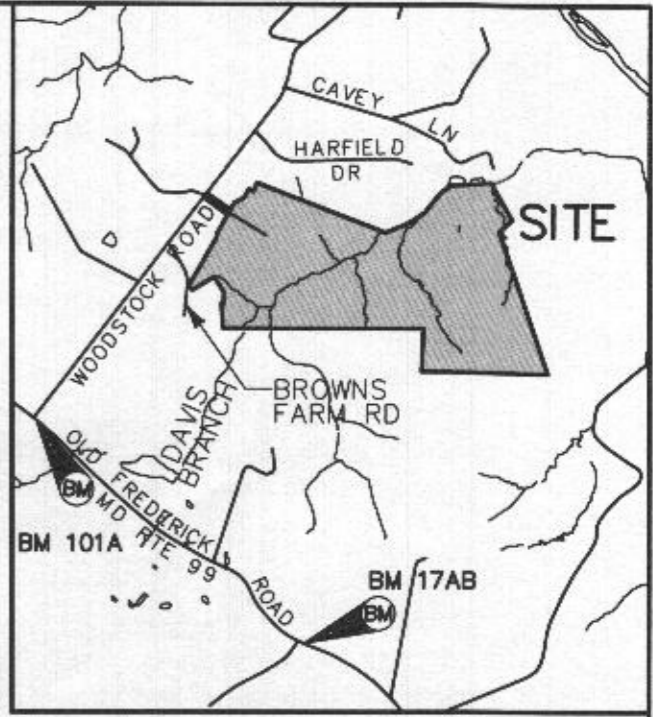 CAVEY
LN
HARFIELD
DR
SITE
WOODSTOCK ROAD
D
BROWNS
FARM RD
DAVIS
BRANCH
OLD FREDERICK ROAD
MD RTE 99
BM
BM 101A
BM 17AB
BM